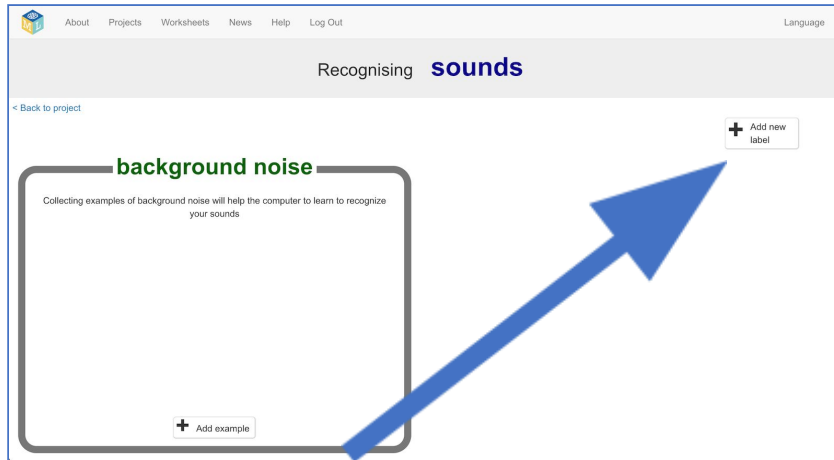 About Projects Worksheets News Help Log Out Language
Recognising sounds
< Back to project
Add new
label
background noise
Collecting examples of background noise will help the computer to learn to recognize
your sounds
Add example